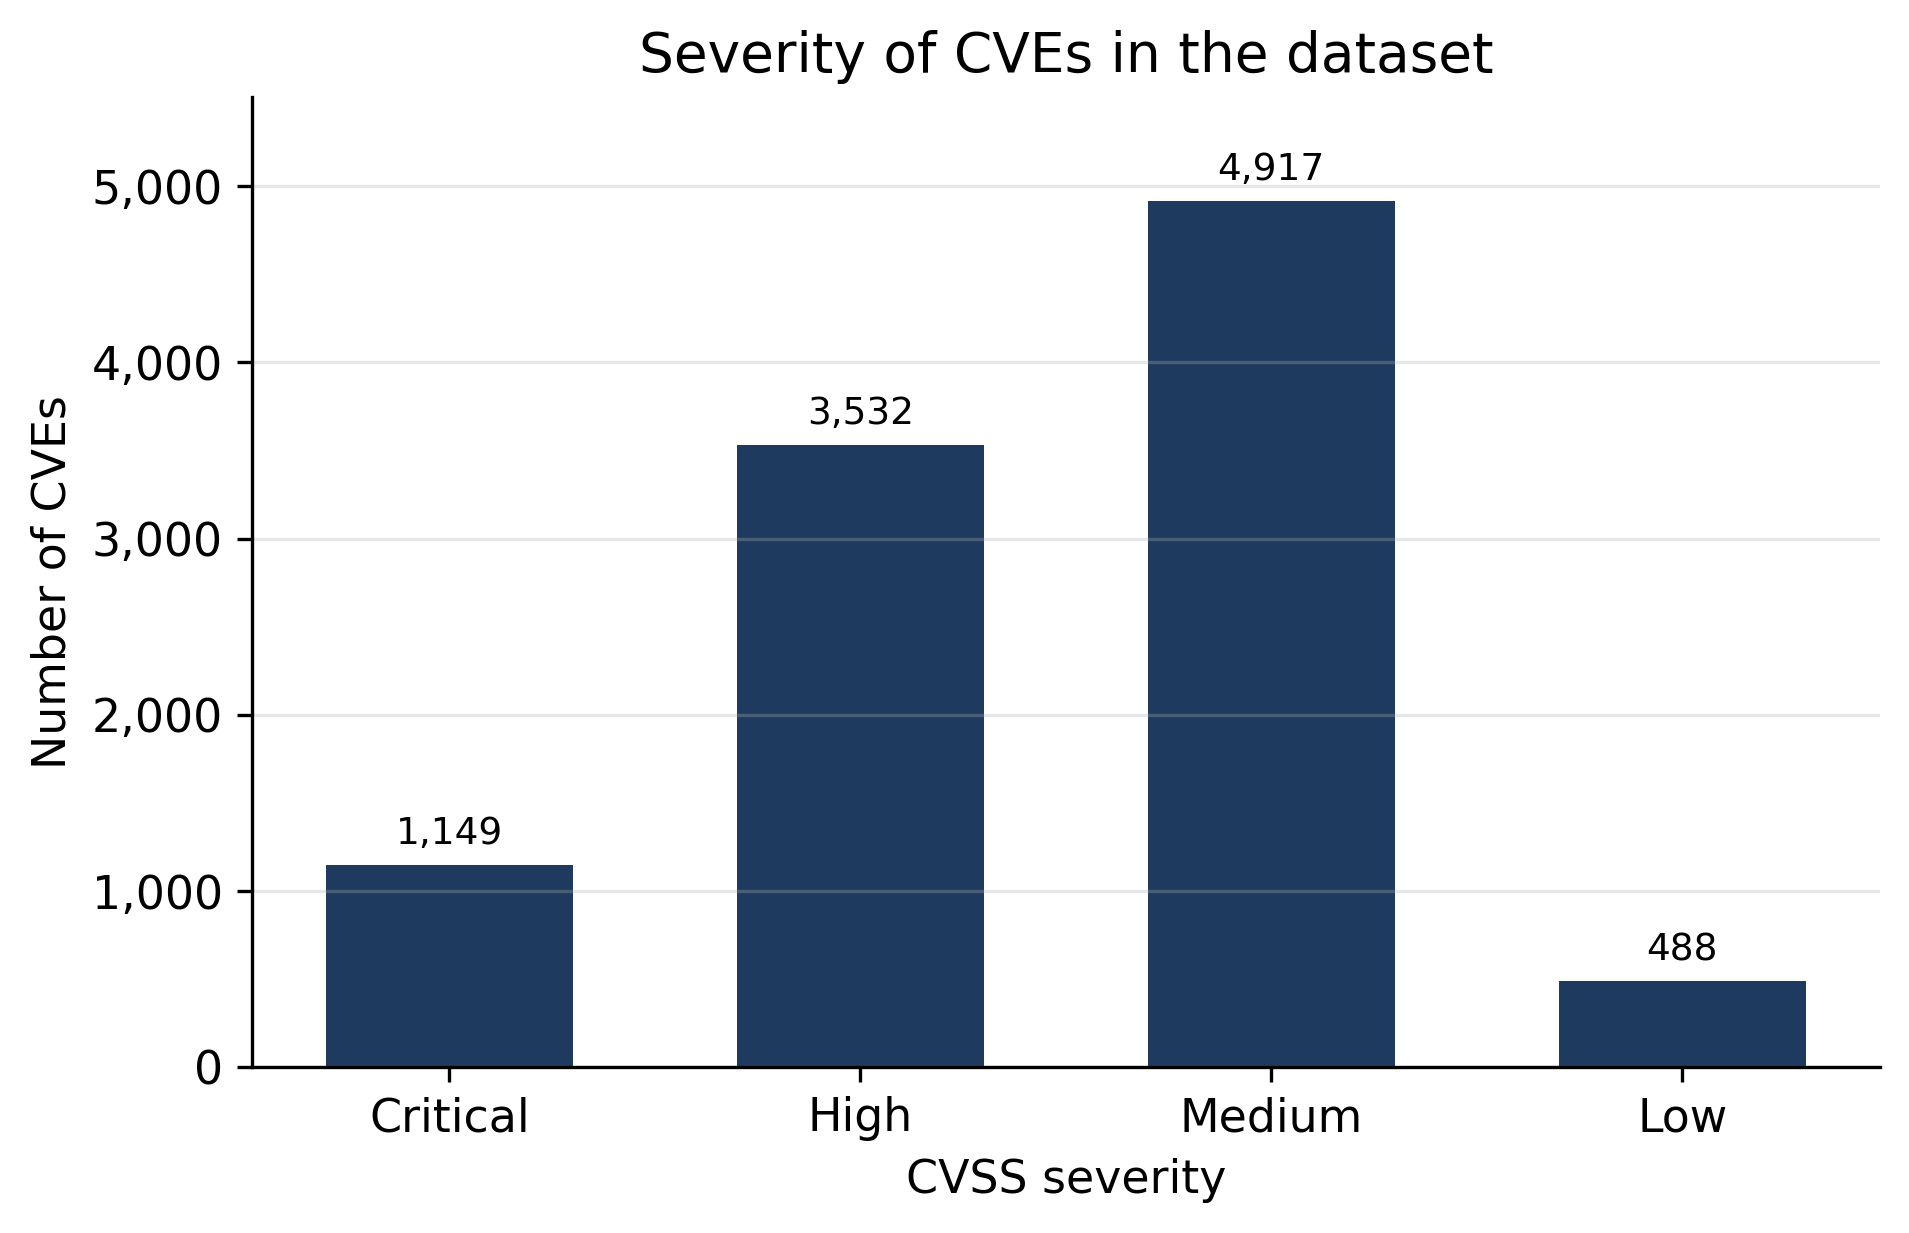 Severity of CVEs in the dataset
Number of CVEs
5,000
4,000
3,000
2,000
1,000
0
1,149
3,532
4,917
488
Critical
High
Medium
Low
CVSS severity